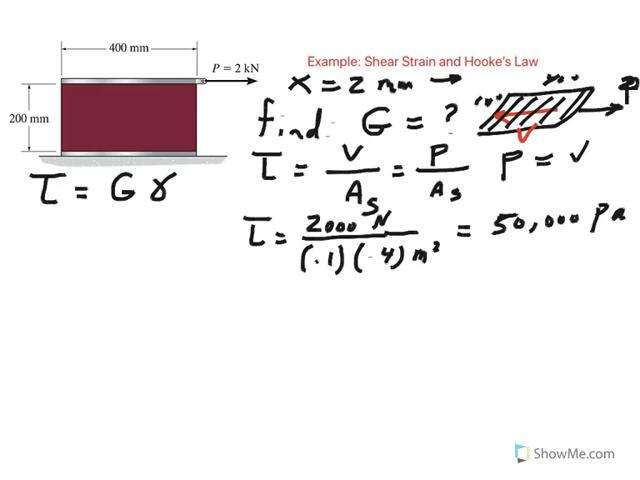 400 mm
P = 2 kN
200 mm
Example: Shear Strain and Hooke's Law
x = 2 mm →
find G = ?
P
τ = V/A_s = P/A_s P = V
τ = G γ
τ = 2000 N/(.1)(.4) m² = 50,000 Pa
V
ShowMe.com